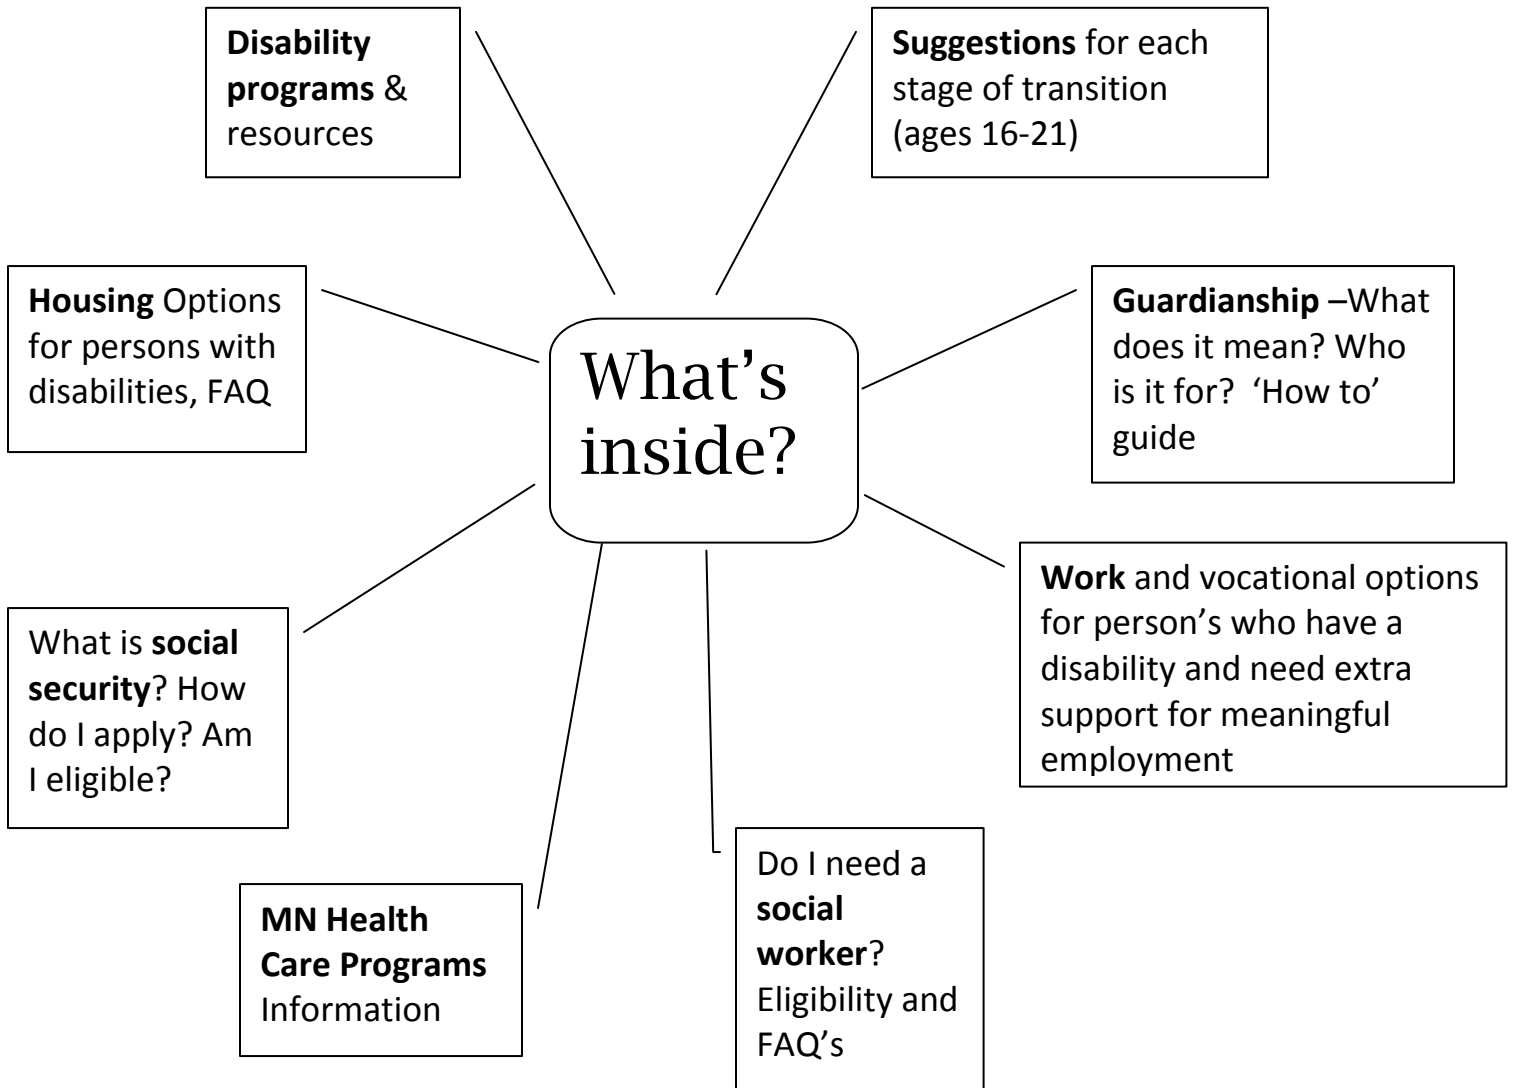 Disability
programs &
resources
Suggestions for each
stage of transition
(ages 16-21)
Housing Options
for persons with
disabilities, FAQ
What’s
inside?
Guardianship –What
does it mean? Who
is it for?  ‘How to’
guide
Work and vocational options
for person’s who have a
disability and need extra
support for meaningful
employment
What is social
security? How
do I apply? Am
I eligible?
MN Health
Care Programs
Information
Do I need a
social
worker?
Eligibility and
FAQ’s